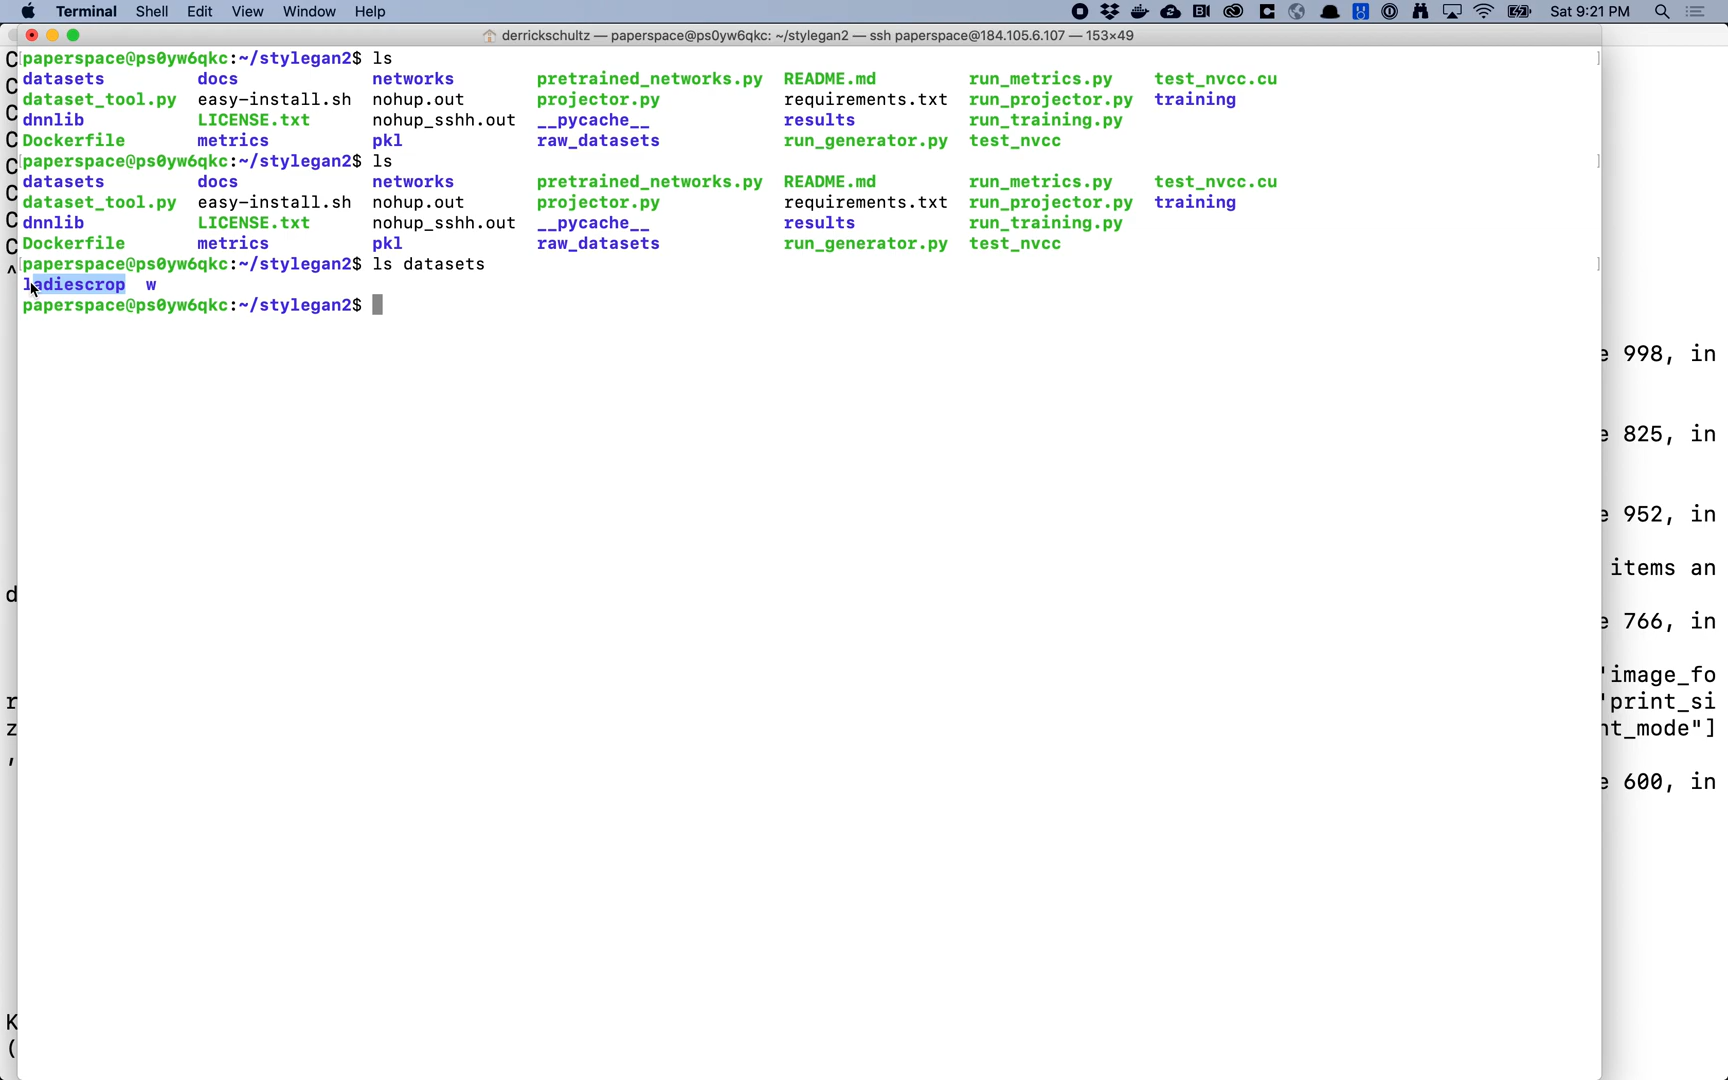 Terminal Shell Edit View Window Help Sat 9:21 PM
derrickschultz — paperspace@ps0yw6qkc: ~/stylegan2 — ssh paperspace@184.105.6.107 — 153×49
paperspace@ps0yw6qkc:~/stylegan2$ ls
datasets docs networks pretrained_networks.py README.md run_metrics.py test_nvcc.cu
dataset_tool.py easy-install.sh nohup.out projector.py requirements.txt run_projector.py training
dnnlib LICENSE.txt nohup_sshh.out __pycache__ results run_training.py
Dockerfile metrics pkl raw_datasets run_generator.py test_nvcc
paperspace@ps0yw6qkc:~/stylegan2$ ls
datasets docs networks pretrained_networks.py README.md run_metrics.py test_nvcc.cu
dataset_tool.py easy-install.sh nohup.out projector.py requirements.txt run_projector.py training
dnnlib LICENSE.txt nohup_sshh.out __pycache__ results run_training.py
Dockerfile metrics pkl raw_datasets run_generator.py test_nvcc
paperspace@ps0yw6qkc:~/stylegan2$ ls datasets
ladiescrop w
paperspace@ps0yw6qkc:~/stylegan2$
e 998, in
e 825, in
e 952, in
items an
d
e 766, in
'image_fo
r 'print_si
z nt_mode"]
,
e 600, in
K
(